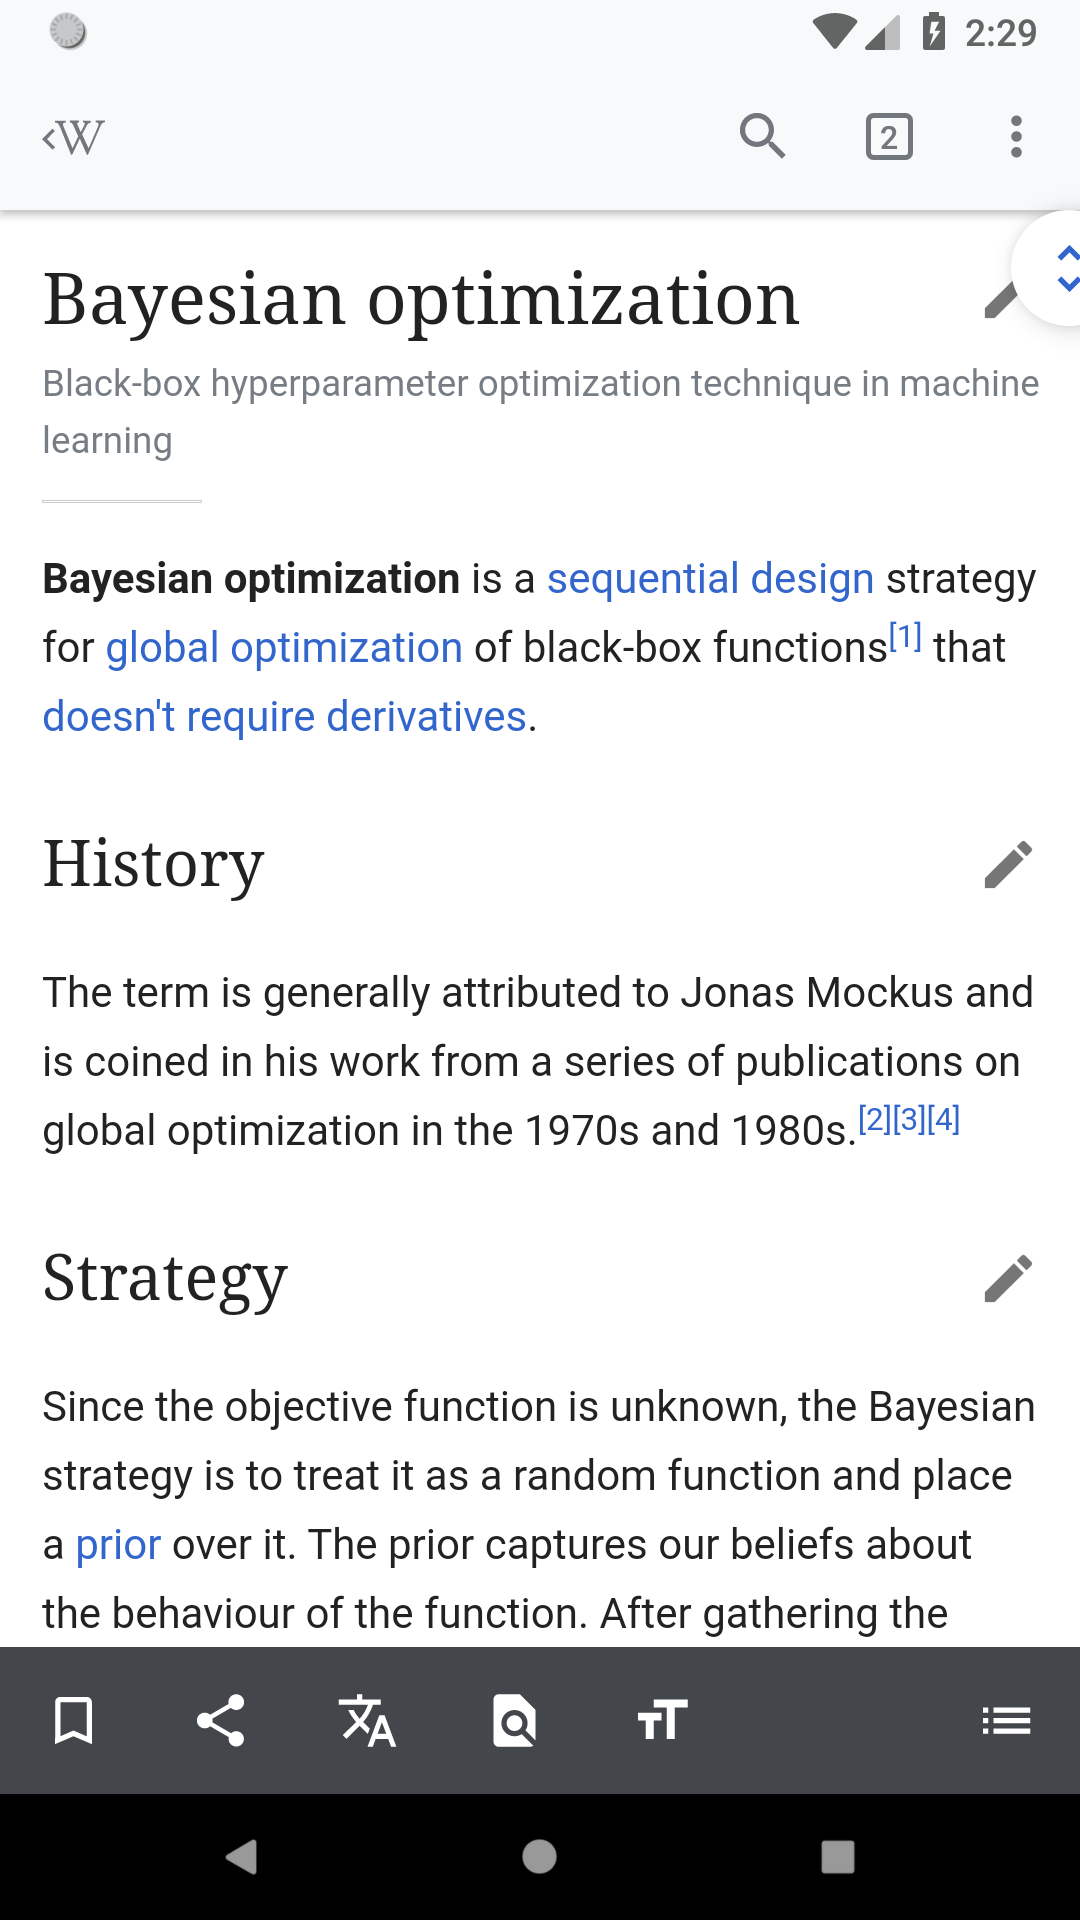 2:29
W
2
Bayesian optimization
Black-box hyperparameter optimization technique in machine
learning
Bayesian optimization is a sequential design strategy
for global optimization of black-box functions[1] that
doesn't require derivatives.
History
The term is generally attributed to Jonas Mockus and
is coined in his work from a series of publications on
global optimization in the 1970s and 1980s.[2][3][4]
Strategy
Since the objective function is unknown, the Bayesian
strategy is to treat it as a random function and place
a prior over it. The prior captures our beliefs about
the behaviour of the function. After gathering the